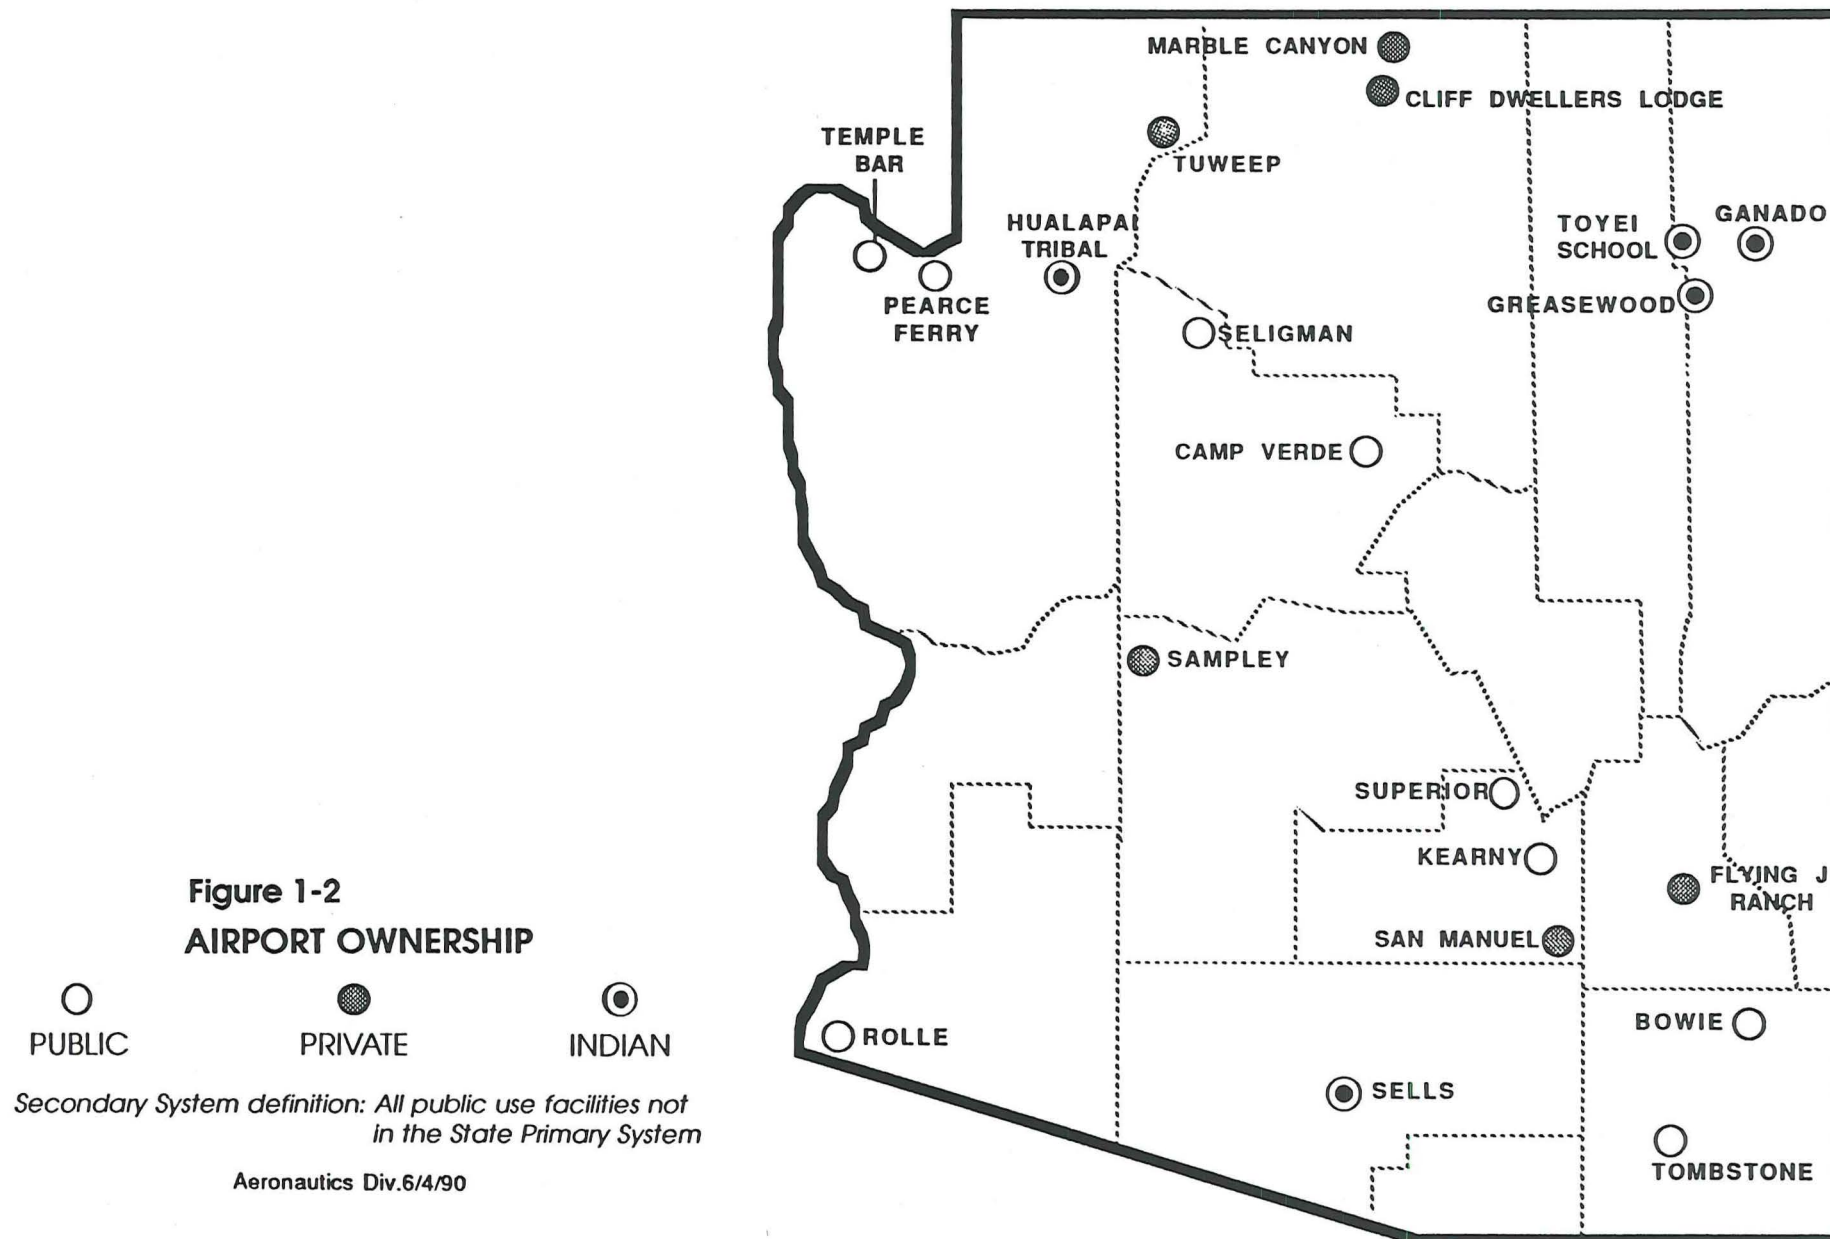 MARBLE CANYON
CLIFF DWELLERS LODGE
TEMPLE
BAR
TUWEEP
HUALAPAI
TRIBAL
TOYEI
SCHOOL
GANADO
PEARCE
FERRY
GREASEWOOD
SELIGMAN
CAMP VERDE
SAMPLEY
SUPERIOR
KEARNY
FLYING J
RANCH
SAN MANUEL
BOWIE
ROLLE
SELLS
TOMBSTONE
Figure 1-2
AIRPORT OWNERSHIP
PUBLIC PRIVATE INDIAN
Secondary System definition: All public use facilities not
in the State Primary System
Aeronautics Div.6/4/90